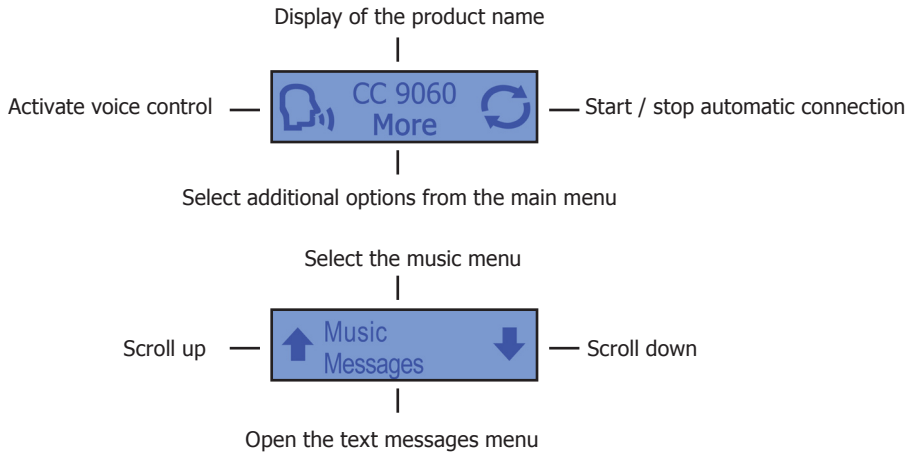 Display of the product name
Activate voice control
CC 9060
More
Start / stop automatic connection
Select additional options from the main menu
Select the music menu
Scroll up
Music
Messages
Scroll down
Open the text messages menu